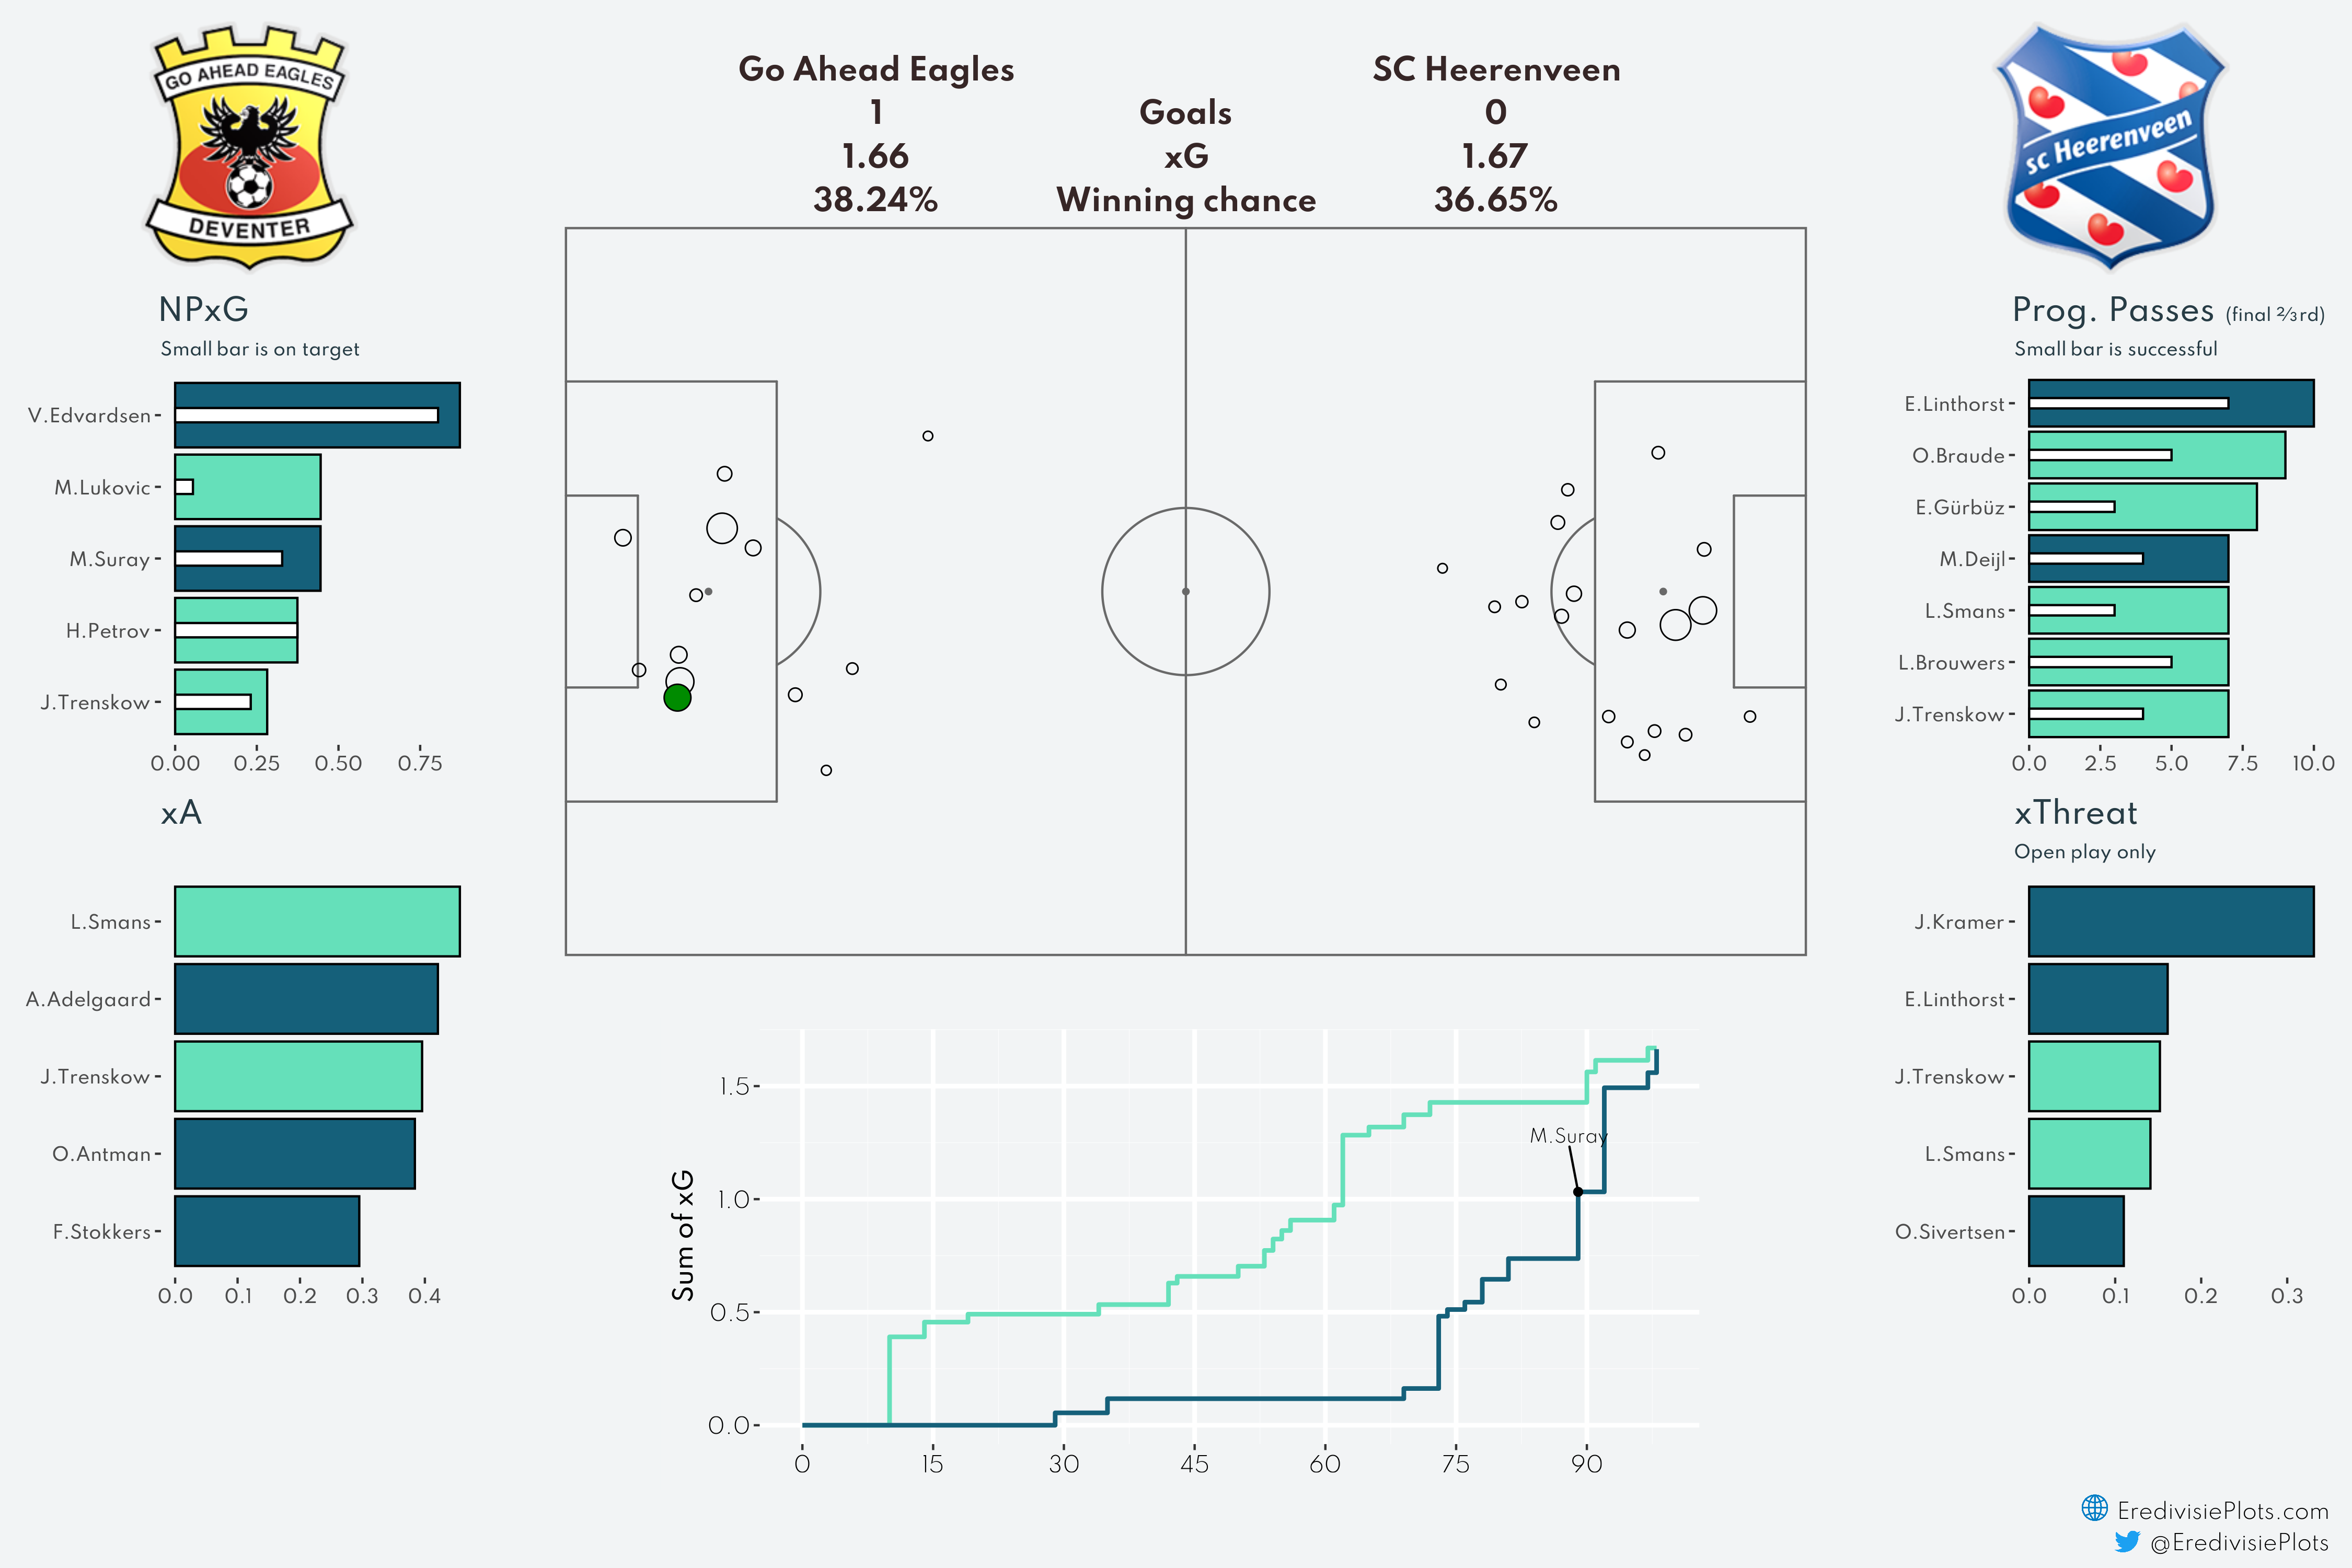 GO AHEAD EAGLES
DEVENTER
Go Ahead Eagles SC Heerenveen
1 Goals 0
1.66 xG 1.67
38.24% Winning chance 36.65%
sc Heerenveen
NPxG
Small bar is on target
V.Edvardsen
M.Lukovic
M.Suray
H.Petrov
J.Trenskow
0.00 0.25 0.50 0.75
xA
L.Smans
A.Adelgaard
J.Trenskow
O.Antman
F.Stokkers
0.0 0.1 0.2 0.3 0.4
Sum of xG
1.5
1.0
0.5
0.0
M.Suray
0 15 30 45 60 75 90
Prog. Passes (final ⅔rd)
Small bar is successful
E.Linthorst
O.Braude
E.Gürbüz
M.Deijl
L.Smans
L.Brouwers
J.Trenskow
0.0 2.5 5.0 7.5 10.0
xThreat
Open play only
J.Kramer
E.Linthorst
J.Trenskow
L.Smans
O.Sivertsen
0.0 0.1 0.2 0.3
EredivisiePlots.com
@EredivisiePlots